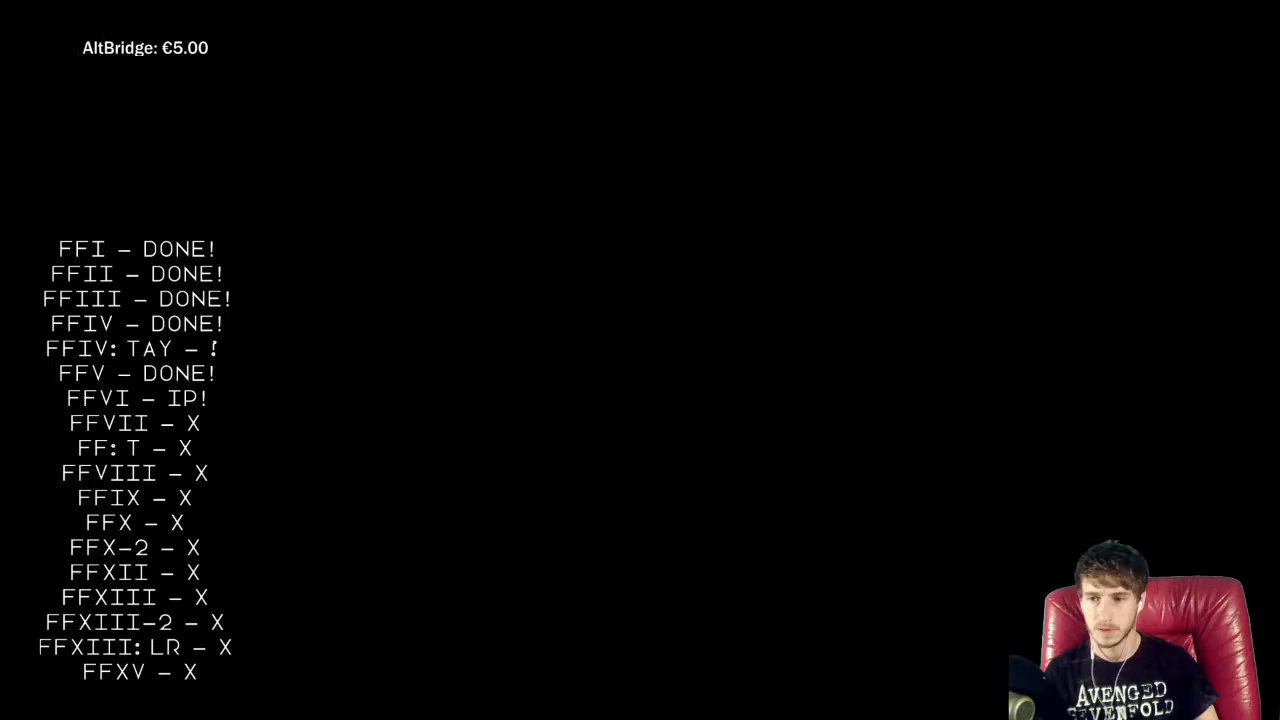 AltBridge: €5.00
FFI - DONE!
FFII - DONE!
FFIII - DONE!
FFIV - DONE!
FFIV: TAY - !
FFV - DONE!
FFVI - IP!
FFVII - X
FF: T - X
FFVIII - X
FFIX - X
FFX - X
FFX-2 - X
FFXII - X
FFXIII - X
FFXIII-2 - X
FFXIII: LR - X
FFXV - X
AVENGED
SEVENFOLD